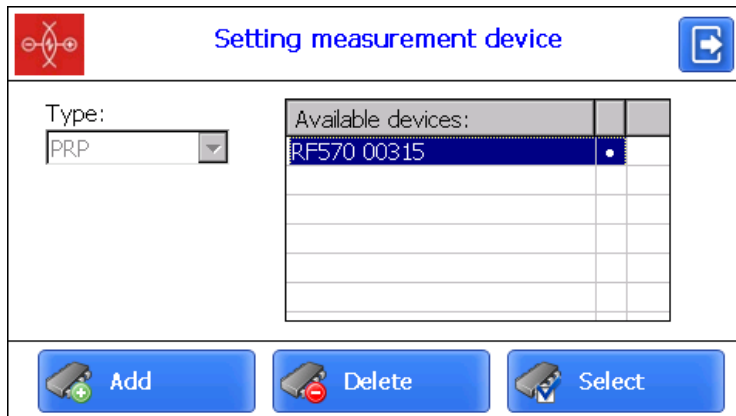 Setting measurement device
Type:
PRP
Available devices:
RF570 00315
Add
Delete
Select